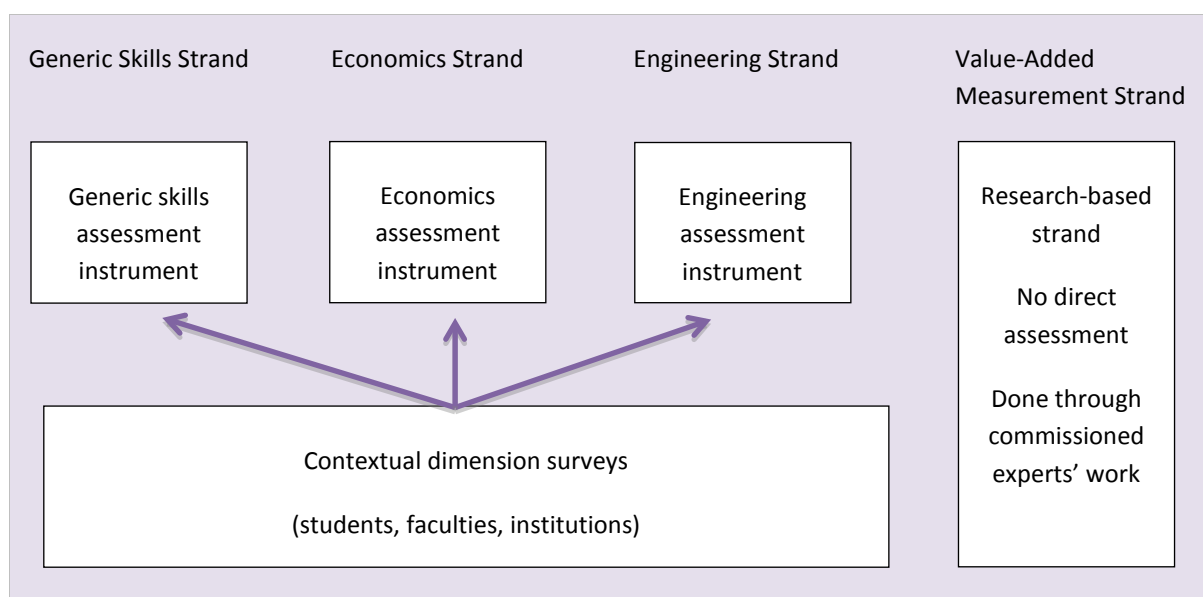 Generic Skills Strand
Economics Strand
Engineering Strand
Value-Added
Measurement Strand
Generic skills
assessment
instrument
Economics
assessment
instrument
Engineering
assessment
instrument
Research-based
strand
No direct
assessment
Done through
commissioned
experts’ work
Contextual dimension surveys
(students, faculties, institutions)